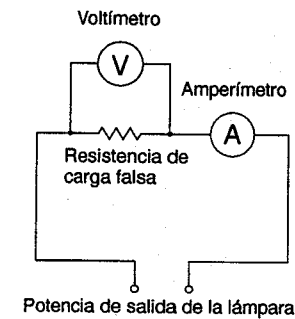 Voltímetro
V
Amperímetro
A
Resistencia de
carga falsa
Potencia de salida de la lámpara